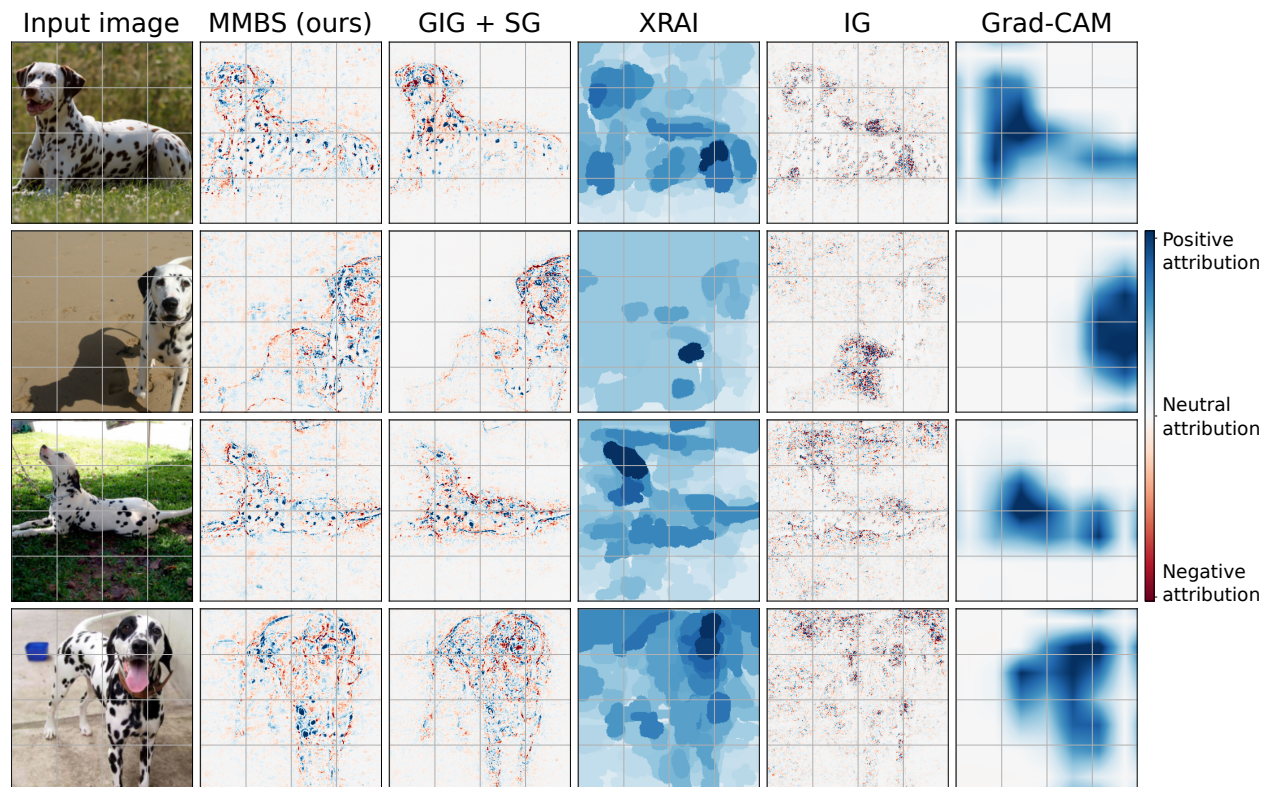 Input image
MMBS (ours)
GIG + SG
XRAI
IG
Grad-CAM
Positive
attribution
Neutral
attribution
Negative
attribution